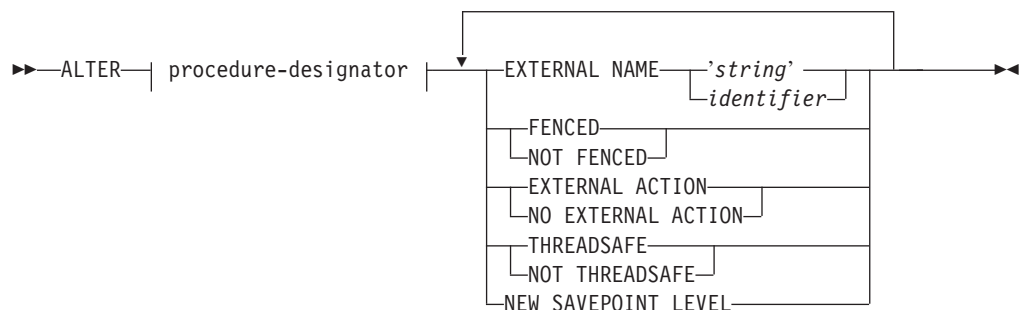 ALTER procedure-designator EXTERNAL NAME 'string'
identifier
FENCED
NOT FENCED
EXTERNAL ACTION
NO EXTERNAL ACTION
THREADSAFE
NOT THREADSAFE
NEW SAVEPOINT LEVEL